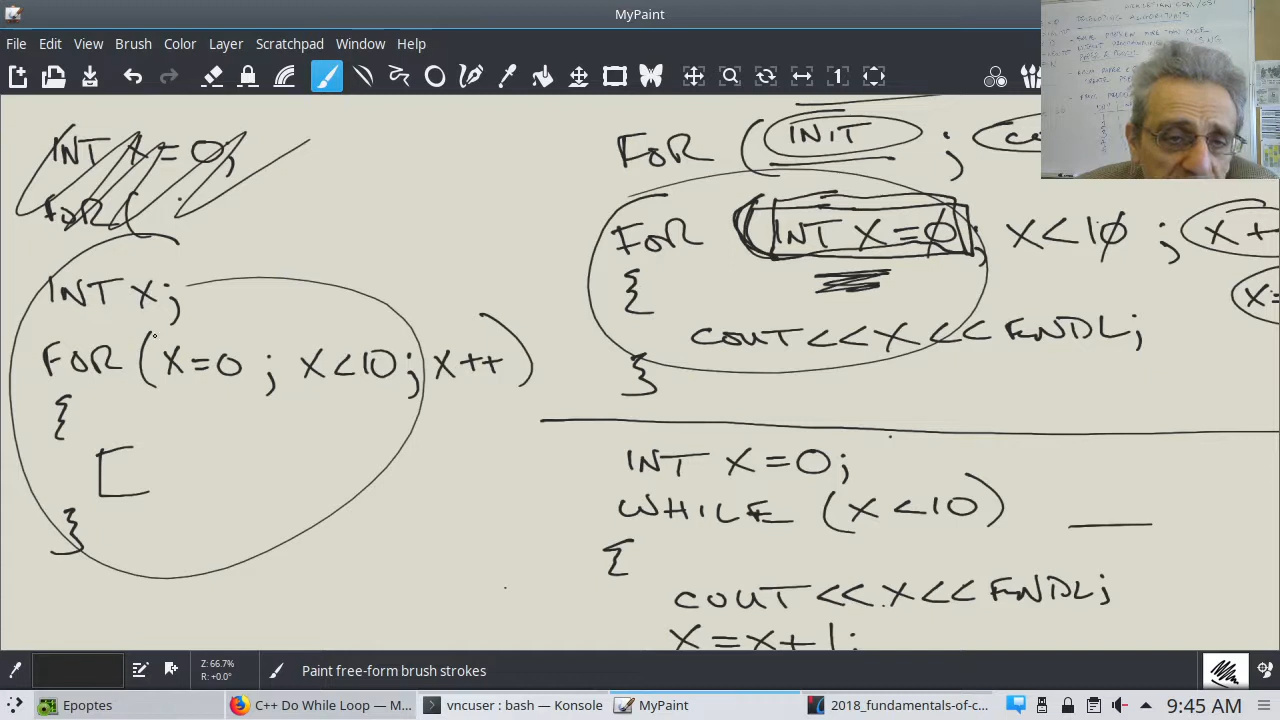 MyPaint
File Edit View Brush Color Layer Scratchpad Window Help
INT X = 0;
FOR (
INT X;
FOR (X=0 ; X<10; X++)
{
[
}
FOR (INIT ;
FOR (INT X=0; X<10 ; X+
{
COUT<<X<<ENDL;
}
X=
INT X=0;
WHILE (X<10)
{
COUT<<X<<ENDL;
X=X+1;
Z: 66.7%
R: +0.0°
Paint free-form brush strokes
Epoptes
C++ Do While Loop — M...
vncuser : bash — Konsole
MyPaint
2018_fundamentals-of-c...
9:45 AM